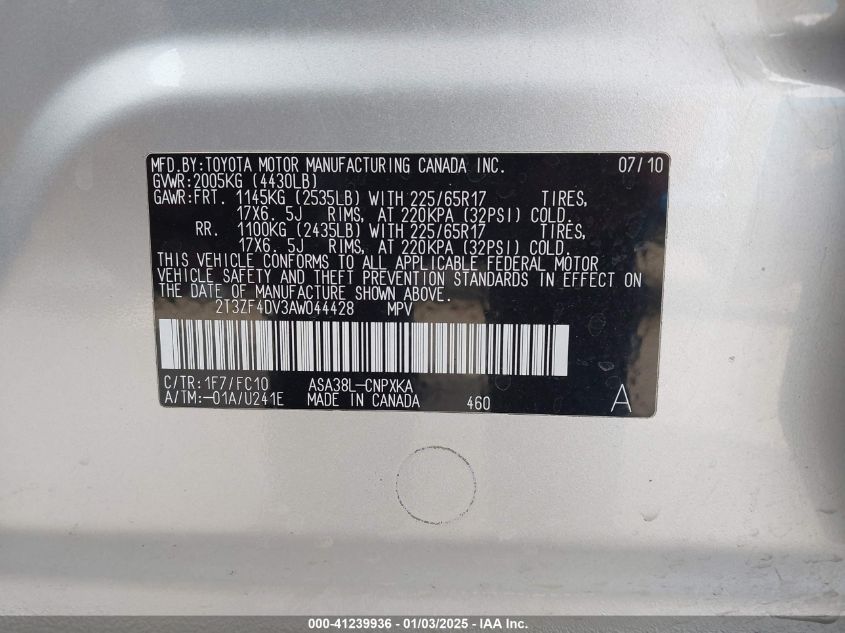 MFD.BY:TOYOTA MOTOR MANUFACTURING CANADA INC. 07/10
GVWR:2005KG (4430LB)
GAWR:FRT. 1145KG (2535LB) WITH 225/65R17 TIRES,
17X6.5J RIMS, AT 220KPA (32PSI) COLD.
RR. 1100KG (2435LB) WITH 225/65R17 TIRES,
17X6.5J RIMS, AT 220KPA (32PSI) COLD.
THIS VEHICLE CONFORMS TO ALL APPLICABLE FEDERAL MOTOR
VEHICLE SAFETY AND THEFT PREVENTION STANDARDS IN EFFECT ON
THE DATE OF MANUFACTURE SHOWN ABOVE.
2T3ZF4DV3AW044428 MPV
C/TR:1F7/FC10 ASA38L-CNPXKA
A/TM:-01A/U241E MADE IN CANADA 460 A
000-41239936 - 01/03/2025 - IAA Inc.